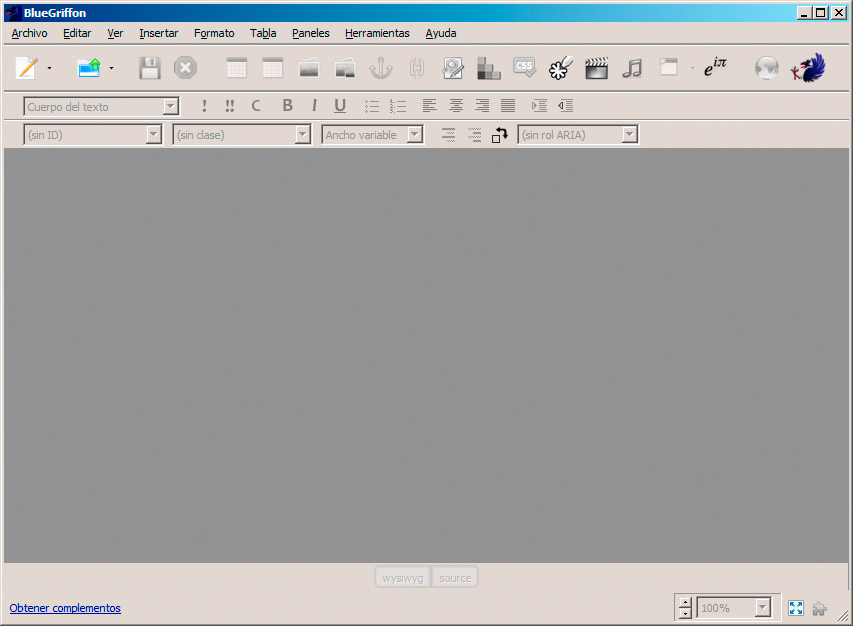 BlueGriffon
Archivo Editar Ver Insertar Formato Tabla Paneles Herramientas Ayuda
CSS e^iπ
Cuerpo del texto ! !! C B I U
(sin ID) (sin clase) Ancho variable (sin rol ARIA)
wysiwyg source
Obtener complementos 100%